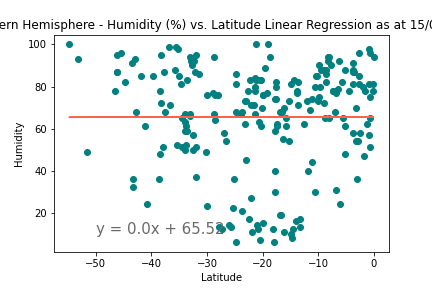 ern Hemisphere - Humidity (%) vs. Latitude Linear Regression as at 15/0
100
80
60
40
20
Humidity
y = 0.0x + 65.52
−50 −40 −30 −20 −10 0
Latitude